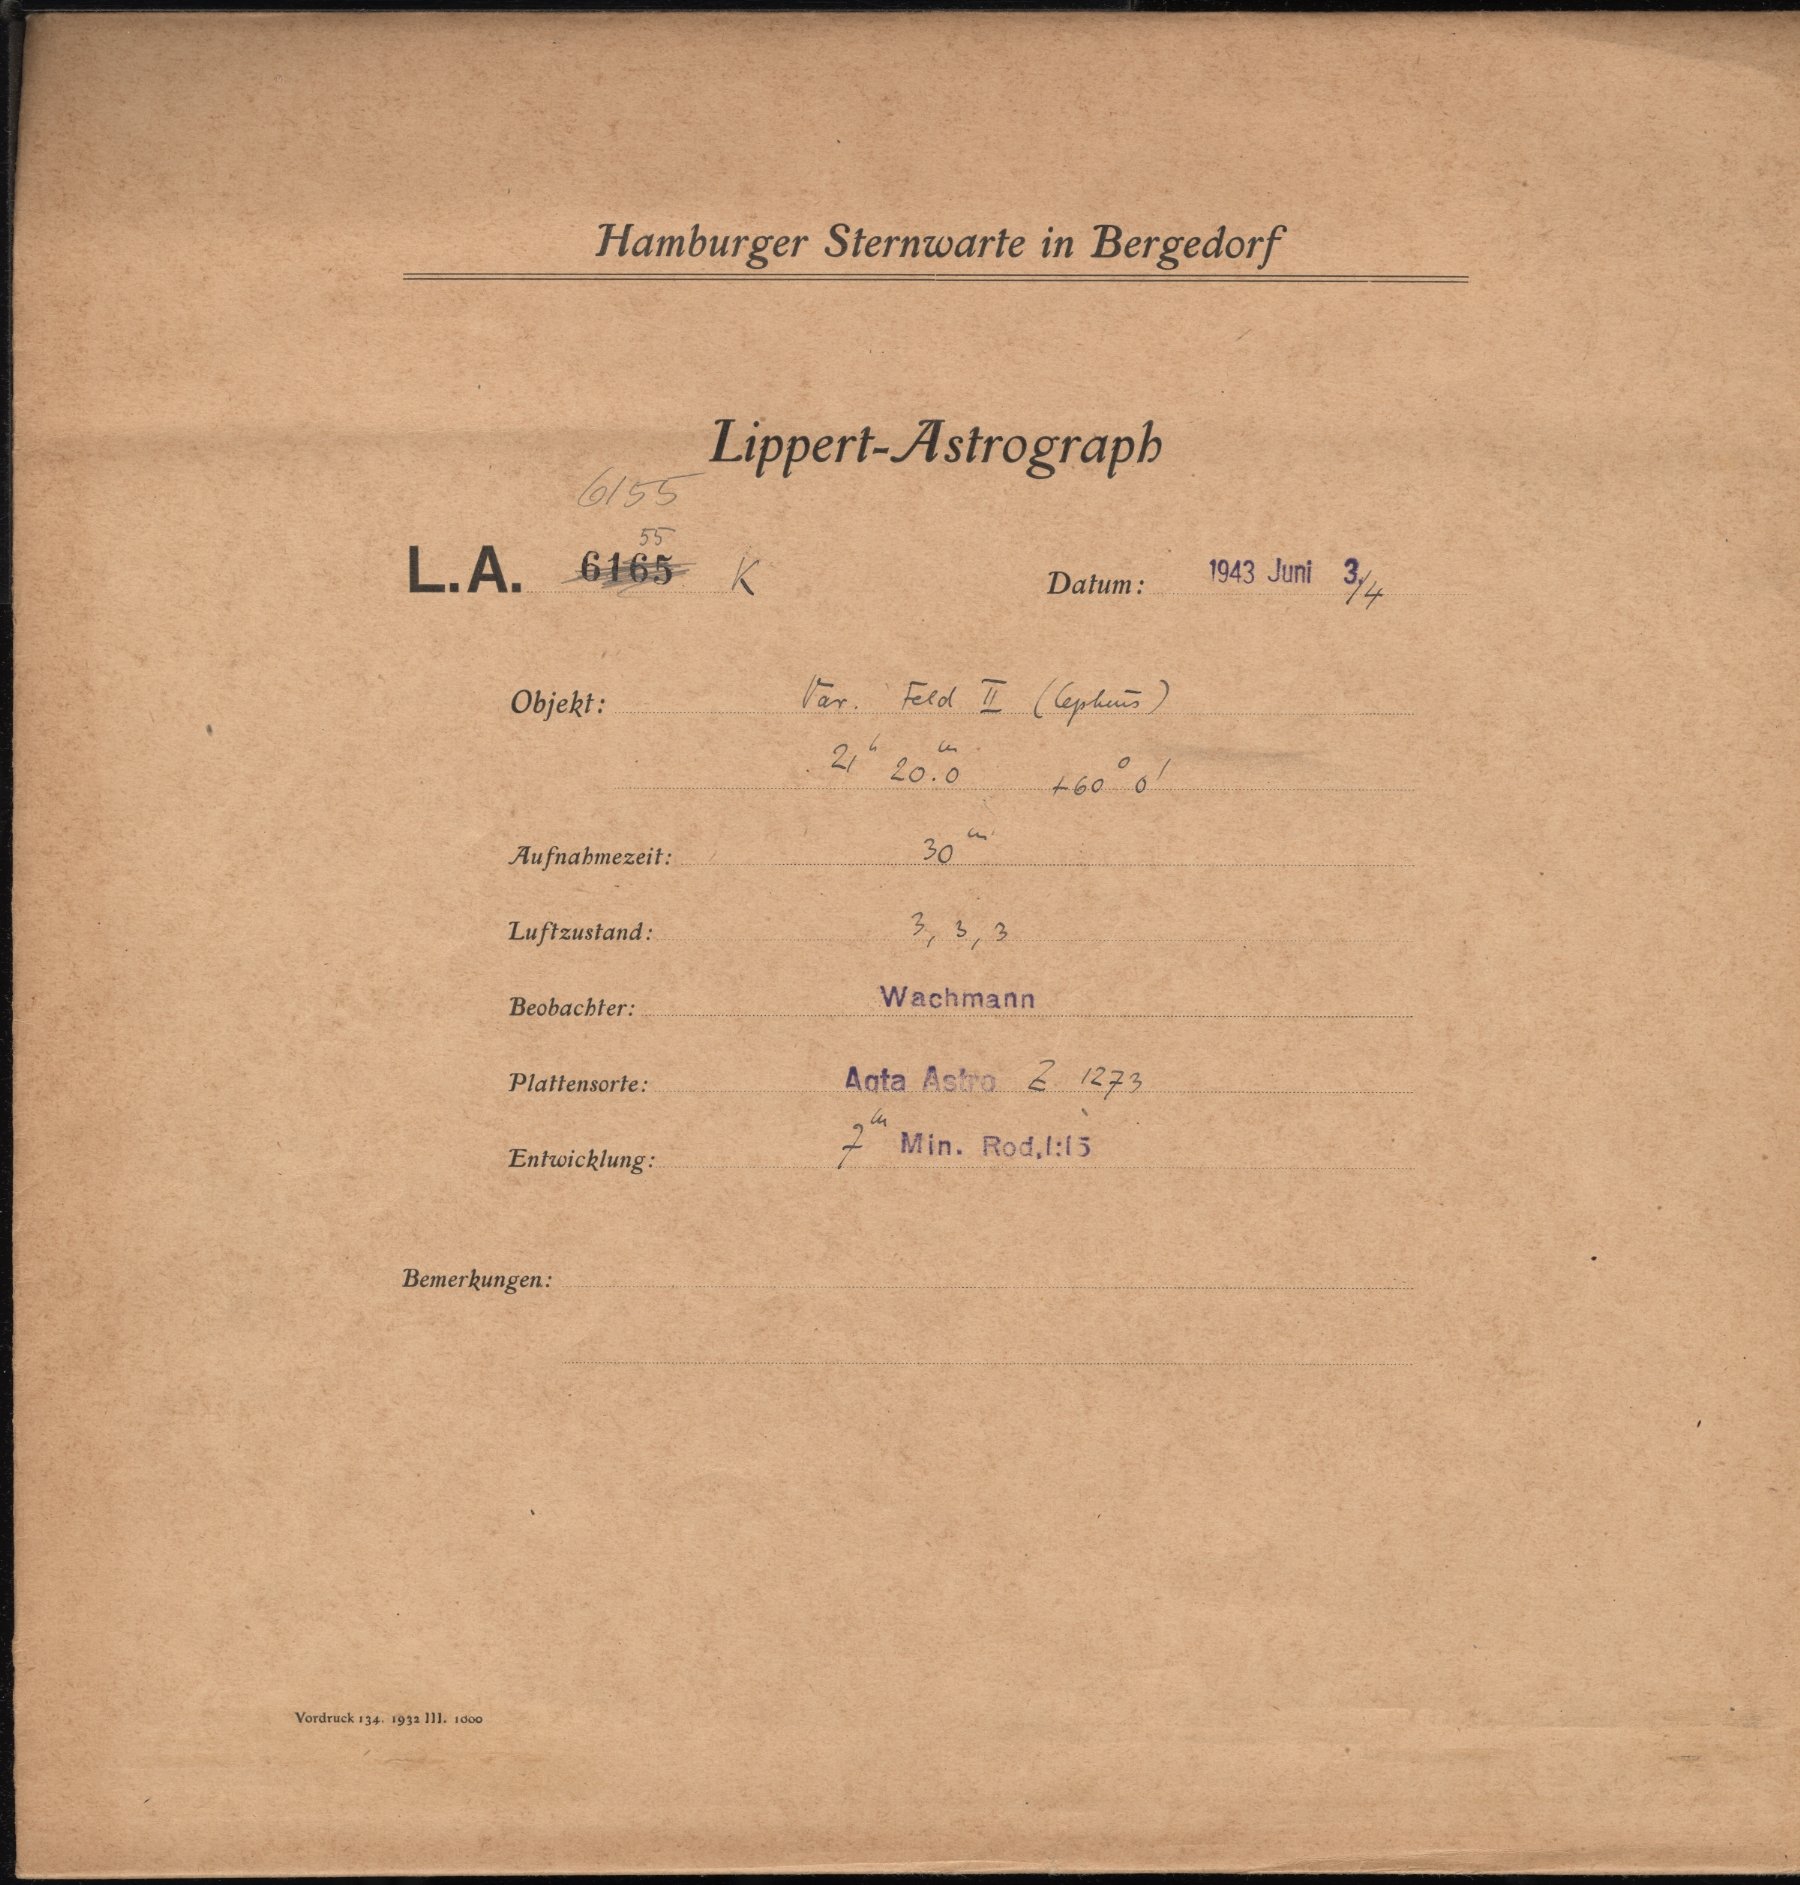 Hamburger Sternwarte in Bergedorf
Lippert-Astrograph
6155
55
L.A. 6165 K Datum: 1943 Juni 3./4
Objekt: Var. Feld II (Cepheus)
21h 20.0m +60° 0'
Aufnahmezeit: 30m
Luftzustand: 3, 3, 3
Beobachter: Wachmann
Plattensorte: Agfa Astro Z 1273
Entwicklung: 7m Min. Rod. 1:15
Bemerkungen:
Vordruck 134. 1932 III. 1000